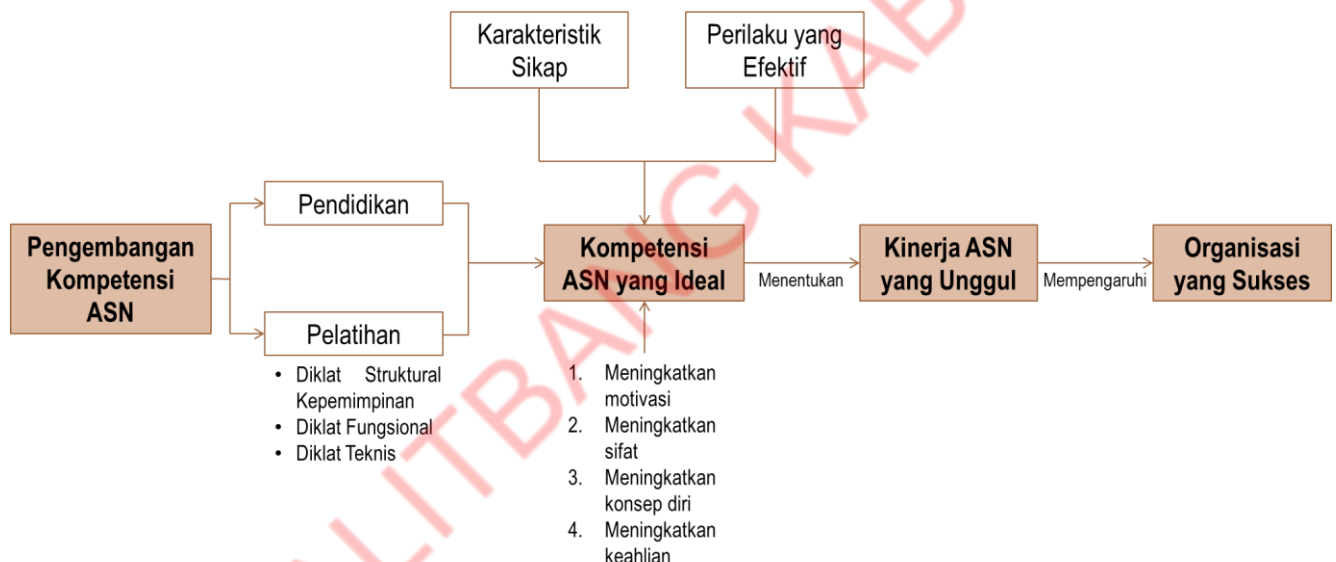 Karakteristik
Sikap
Perilaku yang
Efektif
Pengembangan
Kompetensi
ASN
Pendidikan
Pelatihan
• Diklat Struktural
Kepemimpinan
• Diklat Fungsional
• Diklat Teknis
Kompetensi
ASN yang Ideal
1. Meningkatkan
motivasi
2. Meningkatkan
sifat
3. Meningkatkan
konsep diri
4. Meningkatkan
keahlian
Menentukan
Kinerja ASN
yang Unggul
Mempengaruhi
Organisasi
yang Sukses
ALITBANG KAB